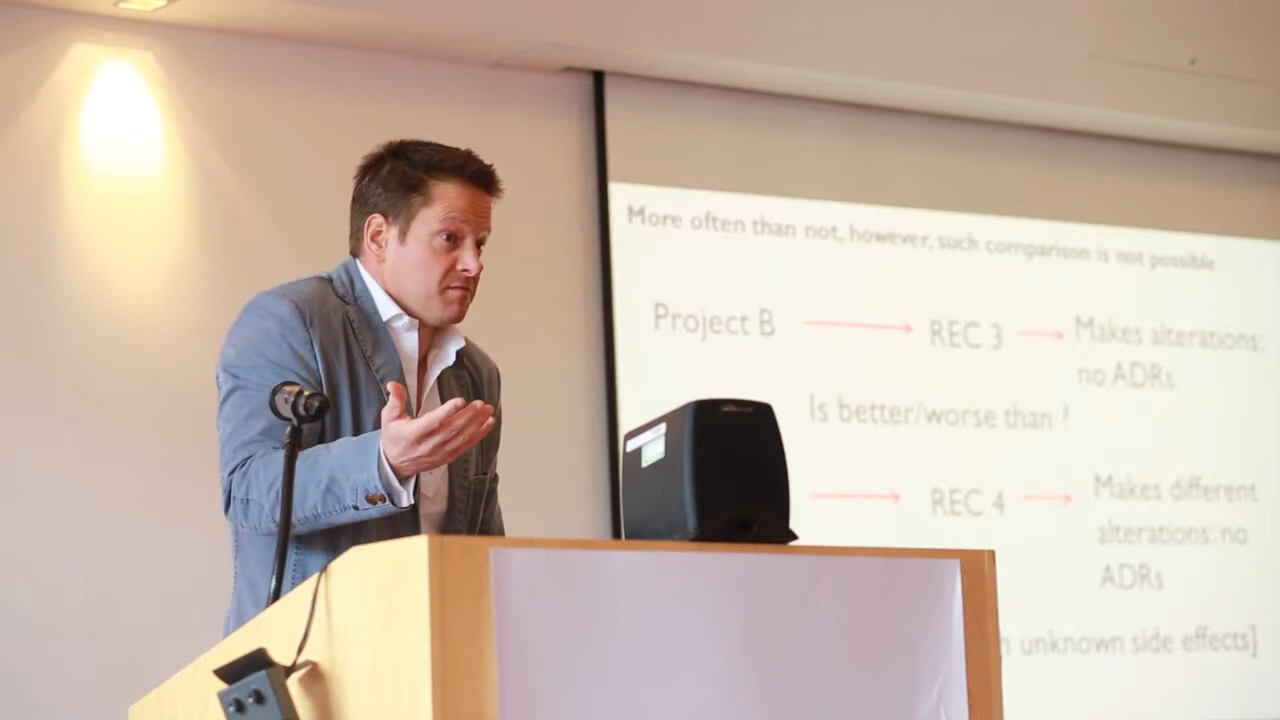 More often than not, however, such comparison is not possible
Project B
REC 3
Makes alterations:
no ADRs
Is better/worse than ?
REC 4
Makes different
alterations: no
ADRs
unknown side effects]